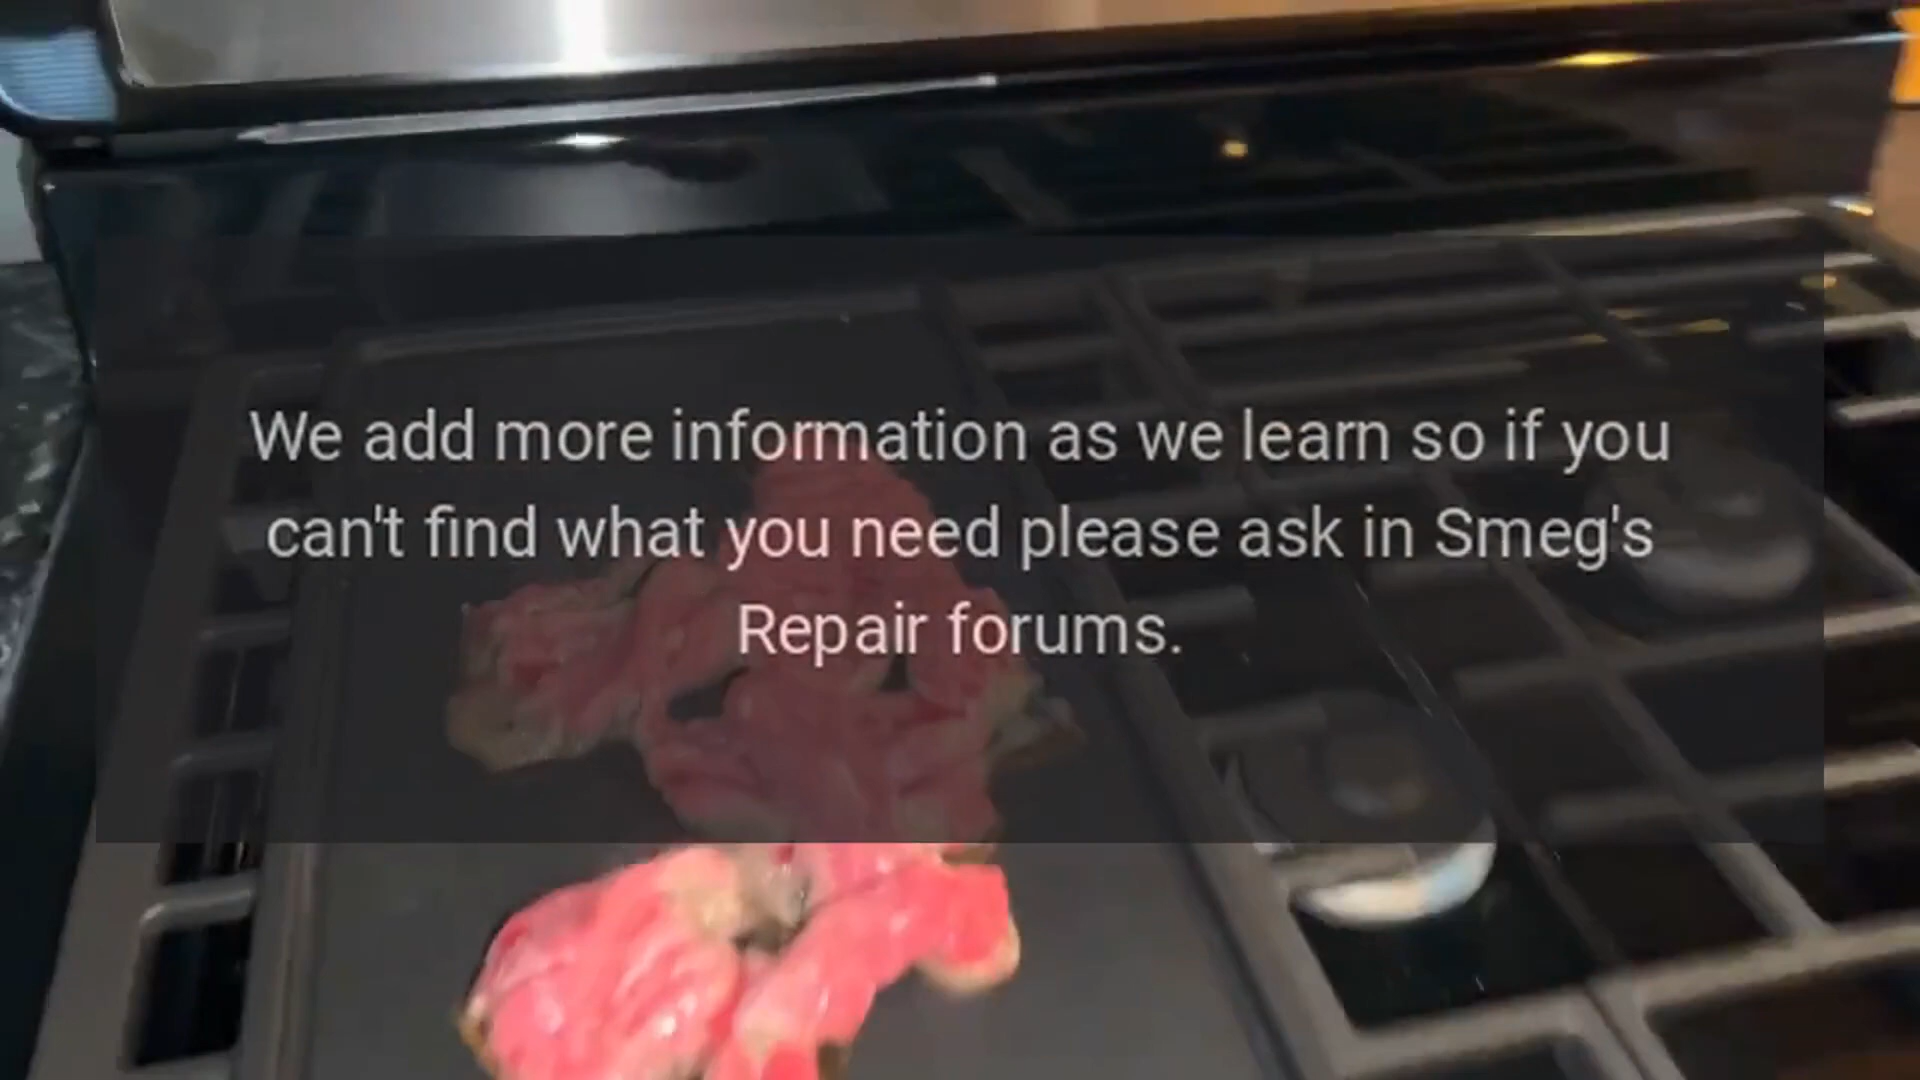 We add more information as we learn so if you
can't find what you need please ask in Smeg's
Repair forums.